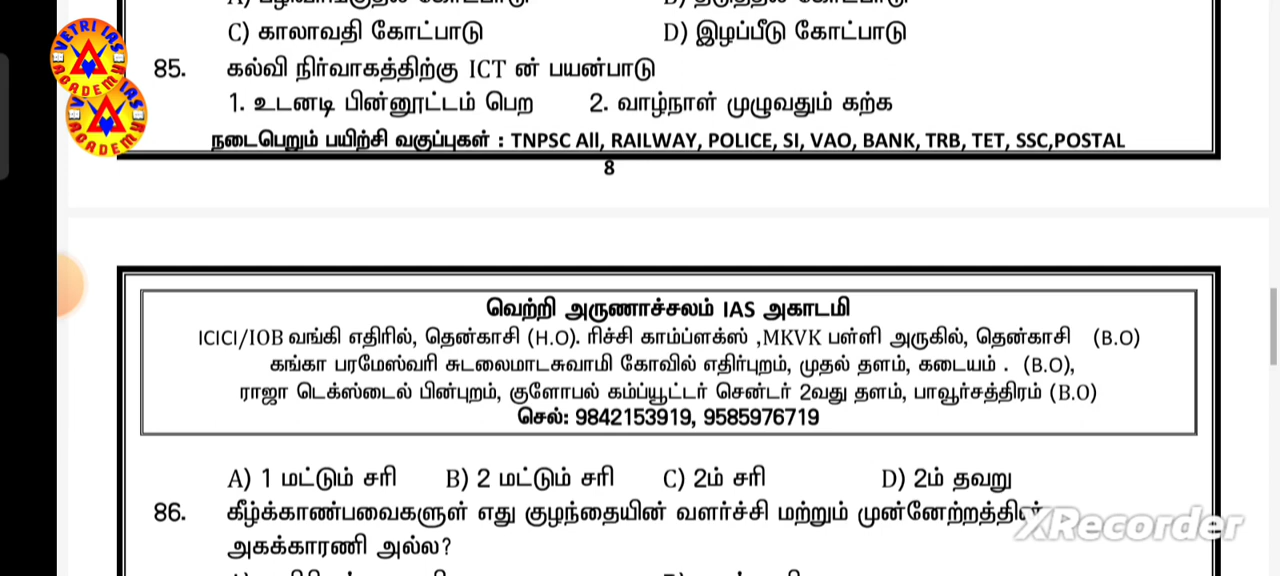 C) காலாவதி கோட்பாடு D) இழப்பீடு கோட்பாடு
VETRI IAS ACADEMY
85. கல்வி நிர்வாகத்திற்கு ICT ன் பயன்பாடு
1. உடனடி பின்னூட்டம் பெற 2. வாழ்நாள் முழுவதும் கற்க
நடைபெறும் பயிற்சி வகுப்புகள் : TNPSC All, RAILWAY, POLICE, SI, VAO, BANK, TRB, TET, SSC,POSTAL
8
வெற்றி அருணாச்சலம் IAS அகாடமி
ICICI/IOB வங்கி எதிரில், தென்காசி (H.O). ரிச்சி காம்ப்ளக்ஸ் ,MKVK பள்ளி அருகில், தென்காசி (B.O)
கங்கா பரமேஸ்வரி சுடலைமாடசுவாமி கோவில் எதிர்புறம், முதல் தளம், கடையம் . (B.O),
ராஜா டெக்ஸ்டைல் பின்புறம், குளோபல் கம்ப்யூட்டர் சென்டர் 2வது தளம், பாவூர்சத்திரம் (B.O)
செல்: 9842153919, 9585976719
A) 1 மட்டும் சரி B) 2 மட்டும் சரி C) 2ம் சரி D) 2ம் தவறு
86. கீழ்க்காண்பவைகளுள் எது குழந்தையின் வளர்ச்சி மற்றும் முன்னேற்றத்தின்
அகக்காரணி அல்ல?
XRecorder